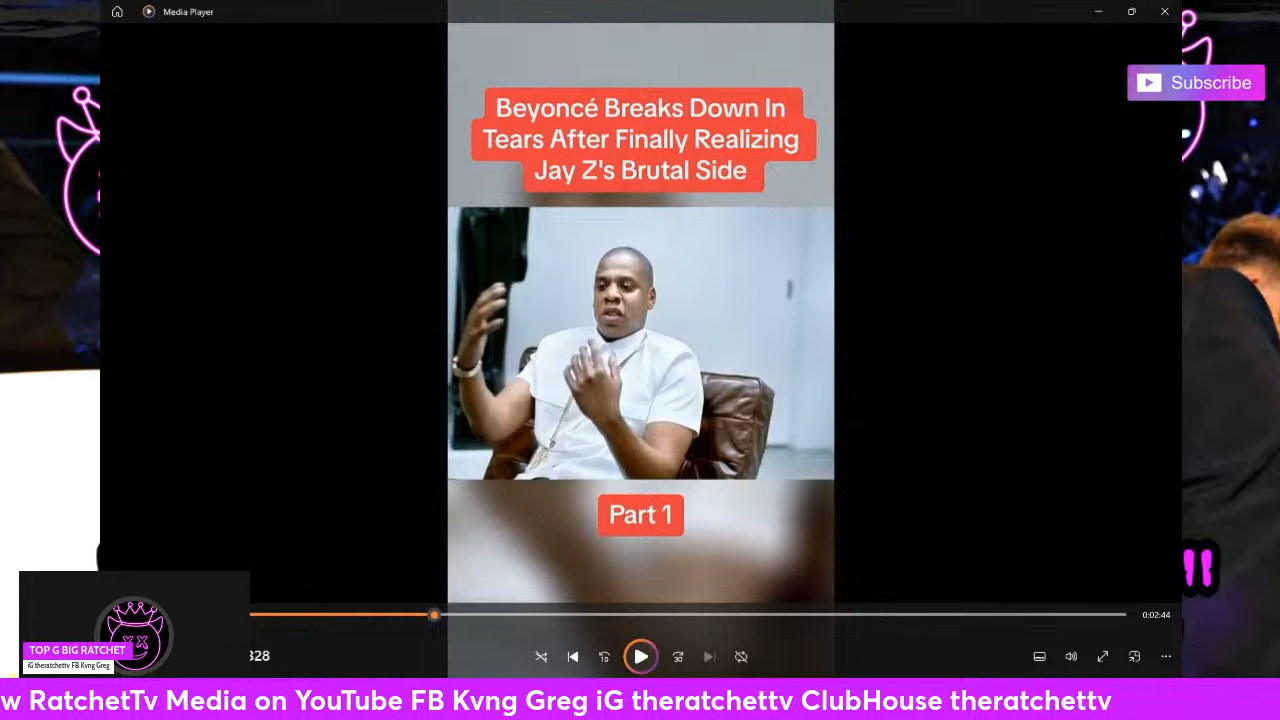 Media Player
Subscribe
Beyoncé Breaks Down In
Tears After Finally Realizing
Jay Z's Brutal Side
Part 1
0:02:44
TOP G BIG RATCHET
iG theratchettv FB Kvng Greg
328
10
30
w RatchetTv Media on YouTube FB Kvng Greg iG theratchettv ClubHouse theratchettv